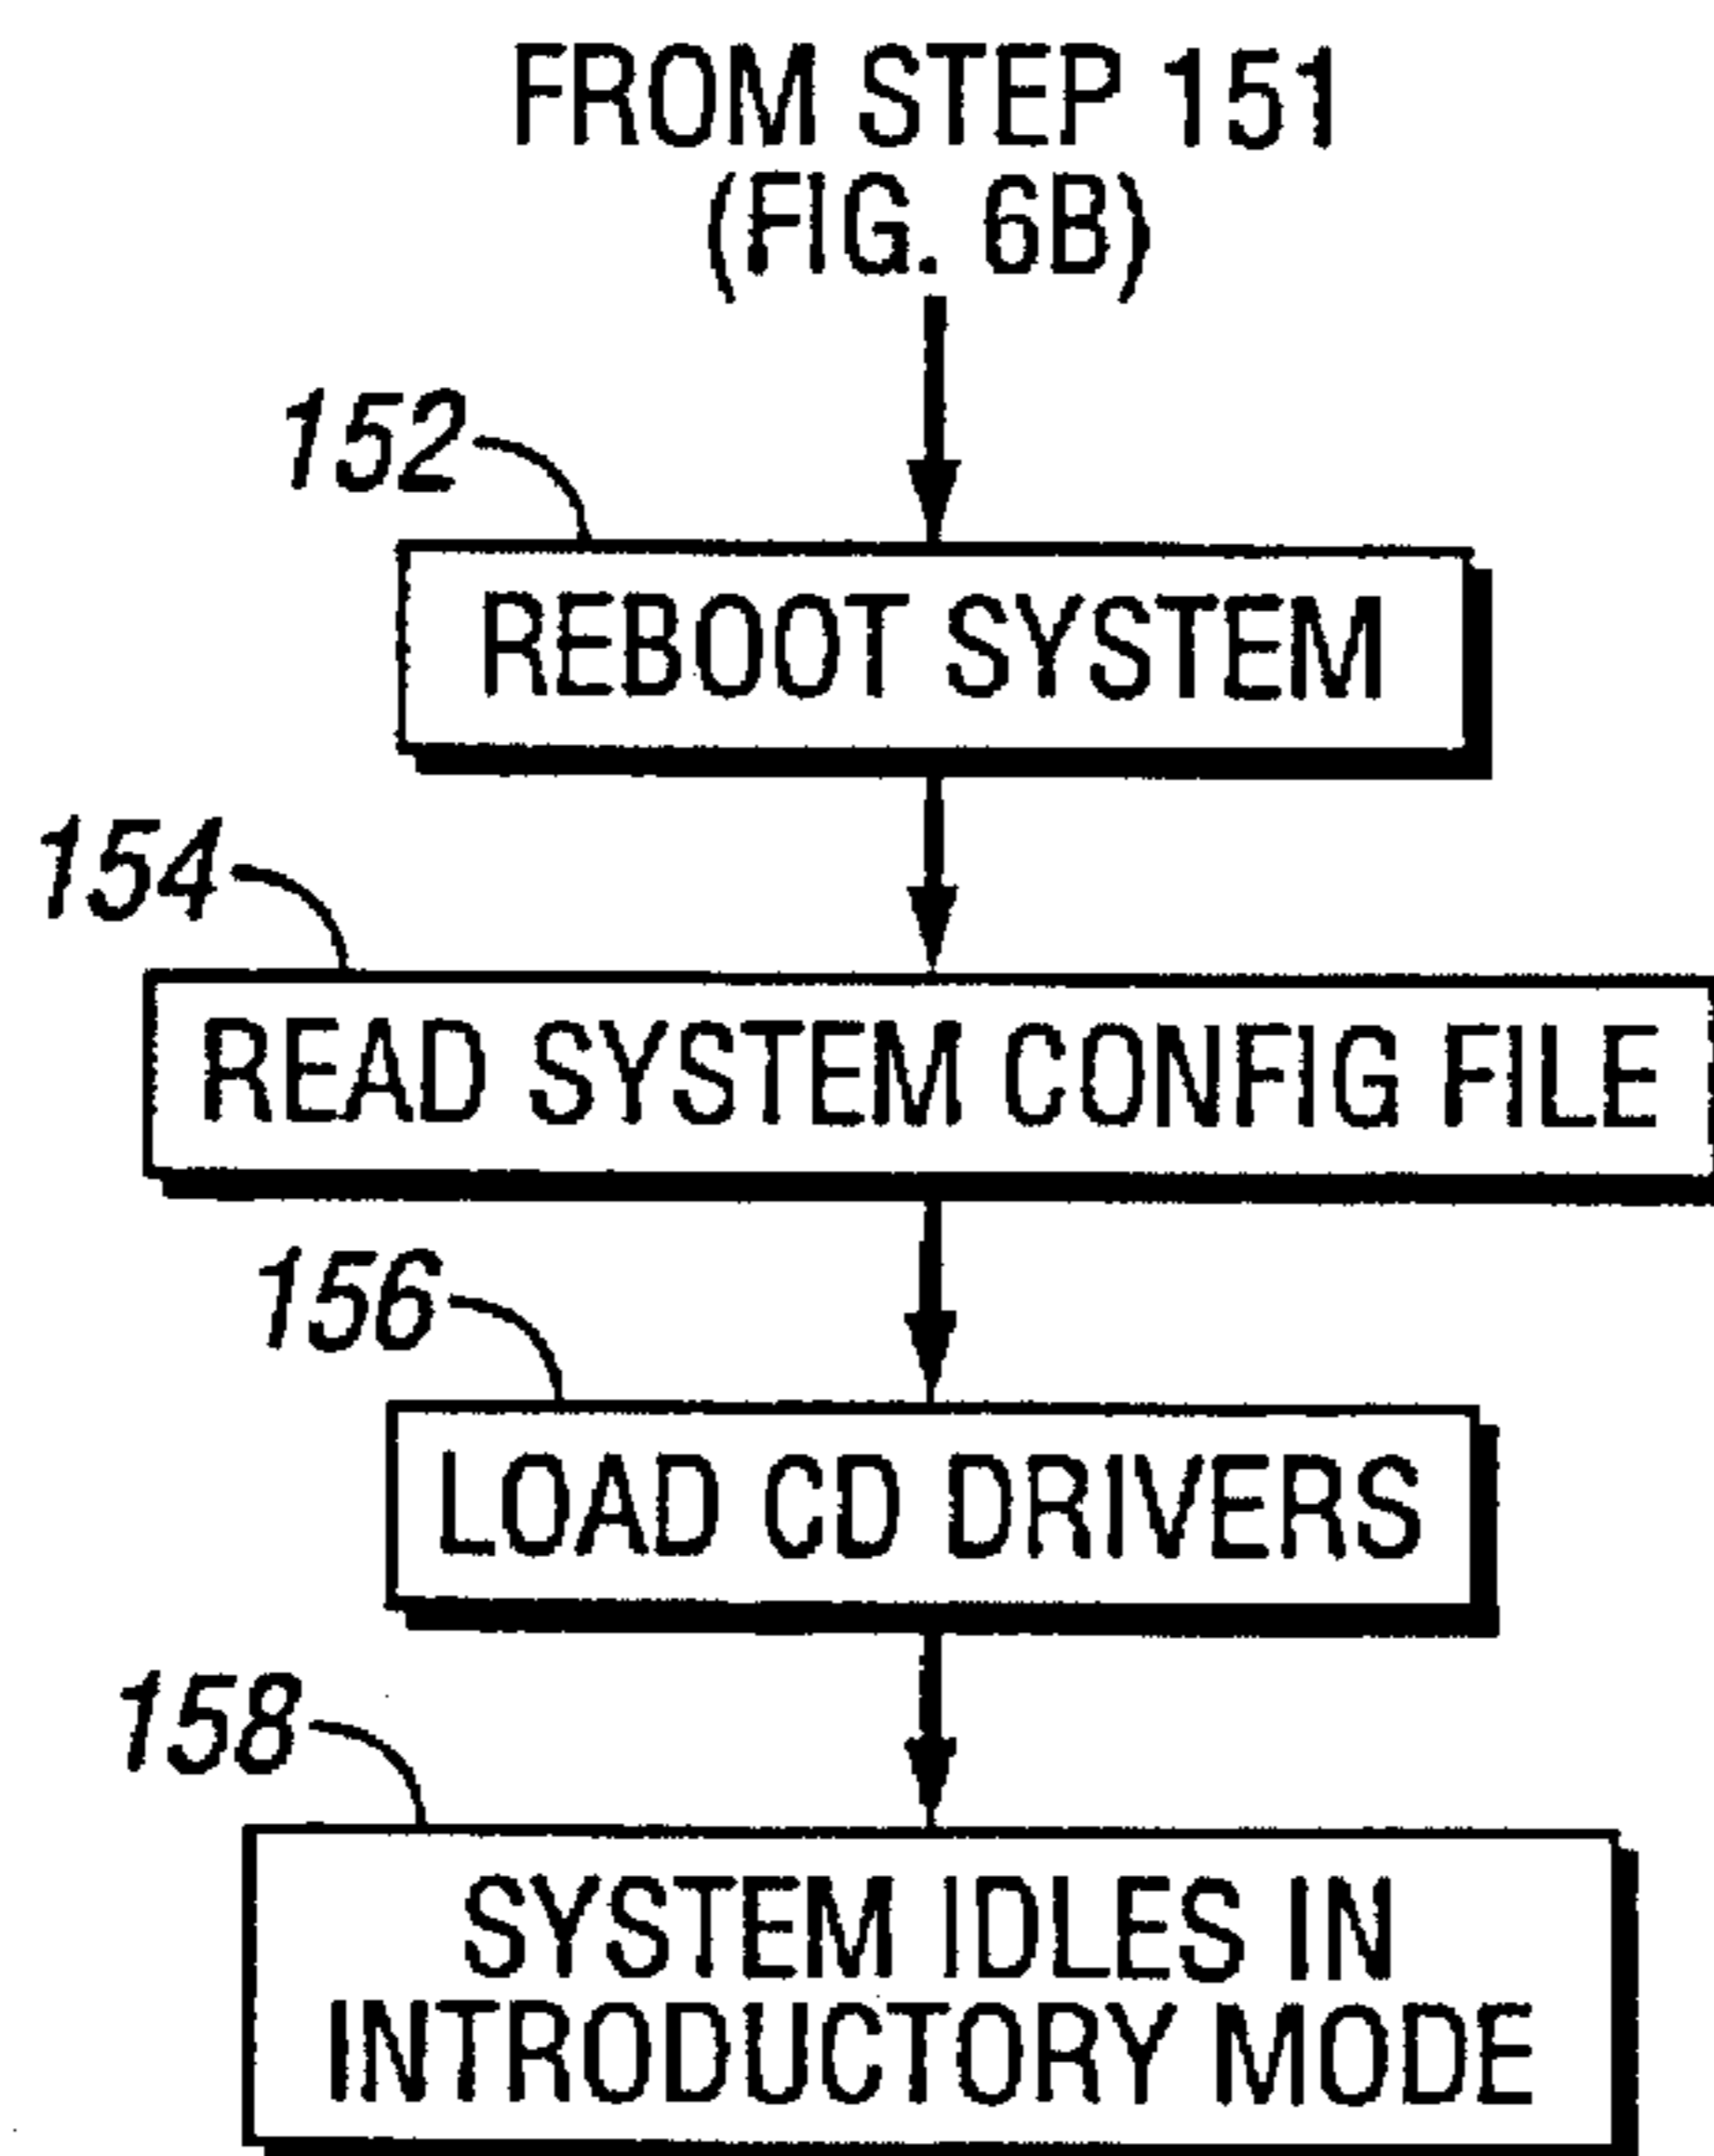 FROM STEP 151
(FIG. 6B)
152
REBOOT SYSTEM
154
READ SYSTEM CONFIG FILE
156
LOAD CD DRIVERS
158
SYSTEM IDLES IN
INTRODUCTORY MODE